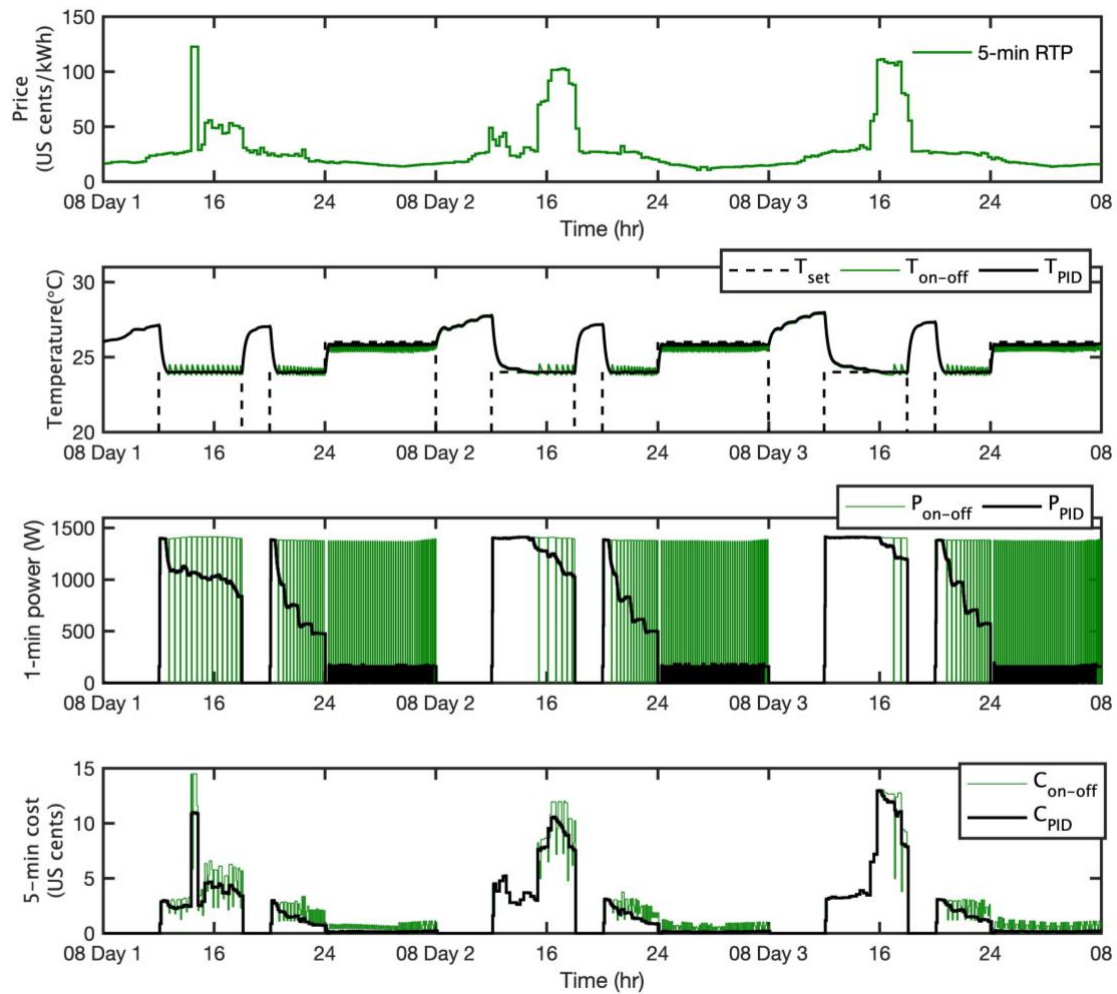 150
100
50
0
Price
(US cents/kWh)
5-min RTP
08 Day 1 16 24 08 Day 2 16 24 08 Day 3 16 24 08
Time (hr)
30
25
20
Temperature(°C)
T_set T_on-off T_PID
08 Day 1 16 24 08 Day 2 16 24 08 Day 3 16 24 08
1500
1000
500
0
1-min power (W)
P_on-off P_PID
08 Day 1 16 24 08 Day 2 16 24 08 Day 3 16 24 08
15
10
5
0
5-min cost
(US cents)
C_on-off
C_PID
08 Day 1 16 24 08 Day 2 16 24 08 Day 3 16 24 08
Time (hr)